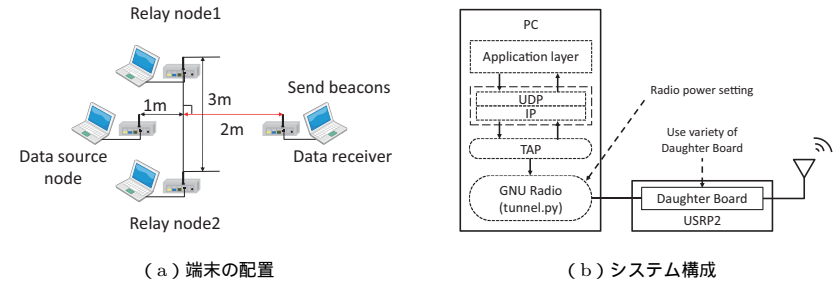 Relay node1
Send beacons
1m
3m
2m
Data source
node
Data receiver
Relay node2
(a)端末の配置
PC
Application layer
UDP
IP
TAP
GNU Radio
(tunnel.py)
Radio power setting
Use variety of
Daughter Board
Daughter Board
USRP2
(b)システム構成